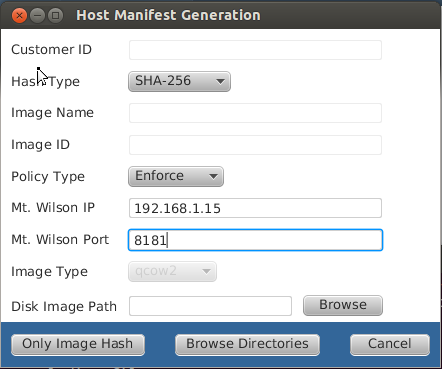 Host Manifest Generation
Customer ID
Hash Type SHA-256
Image Name
Image ID
Policy Type Enforce
Mt. Wilson IP 192.168.1.15
Mt. Wilson Port 8181
Image Type qcow2
Disk Image Path Browse
Only Image Hash Browse Directories Cancel